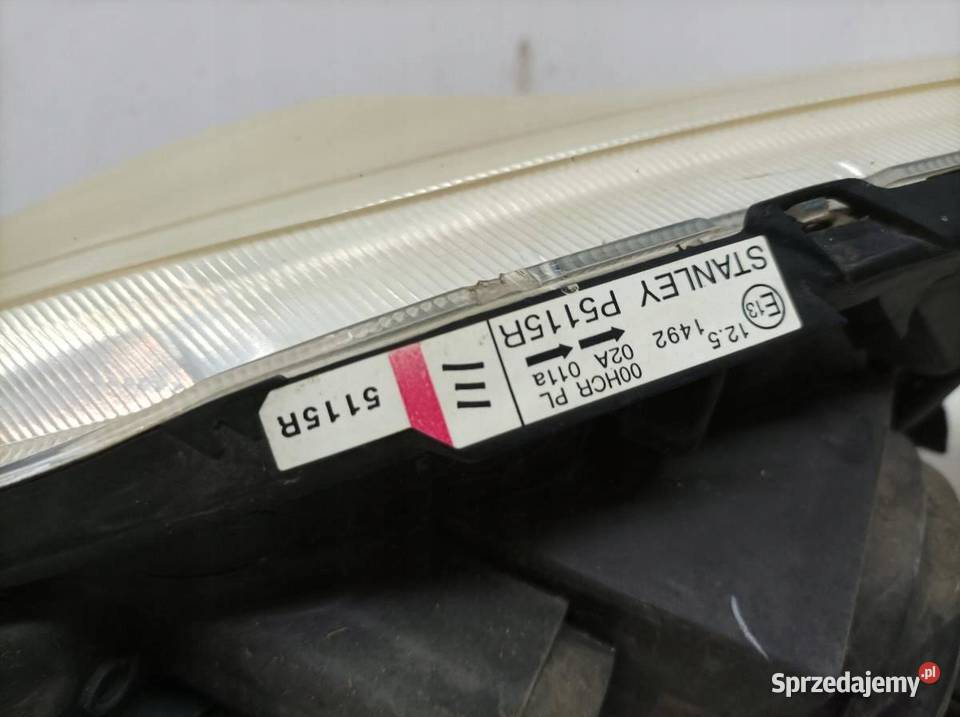 STANLEY P5115R
E13
12.5
1492
00HCR PL
02A 011a
5115R
Sprzedajemy.pl